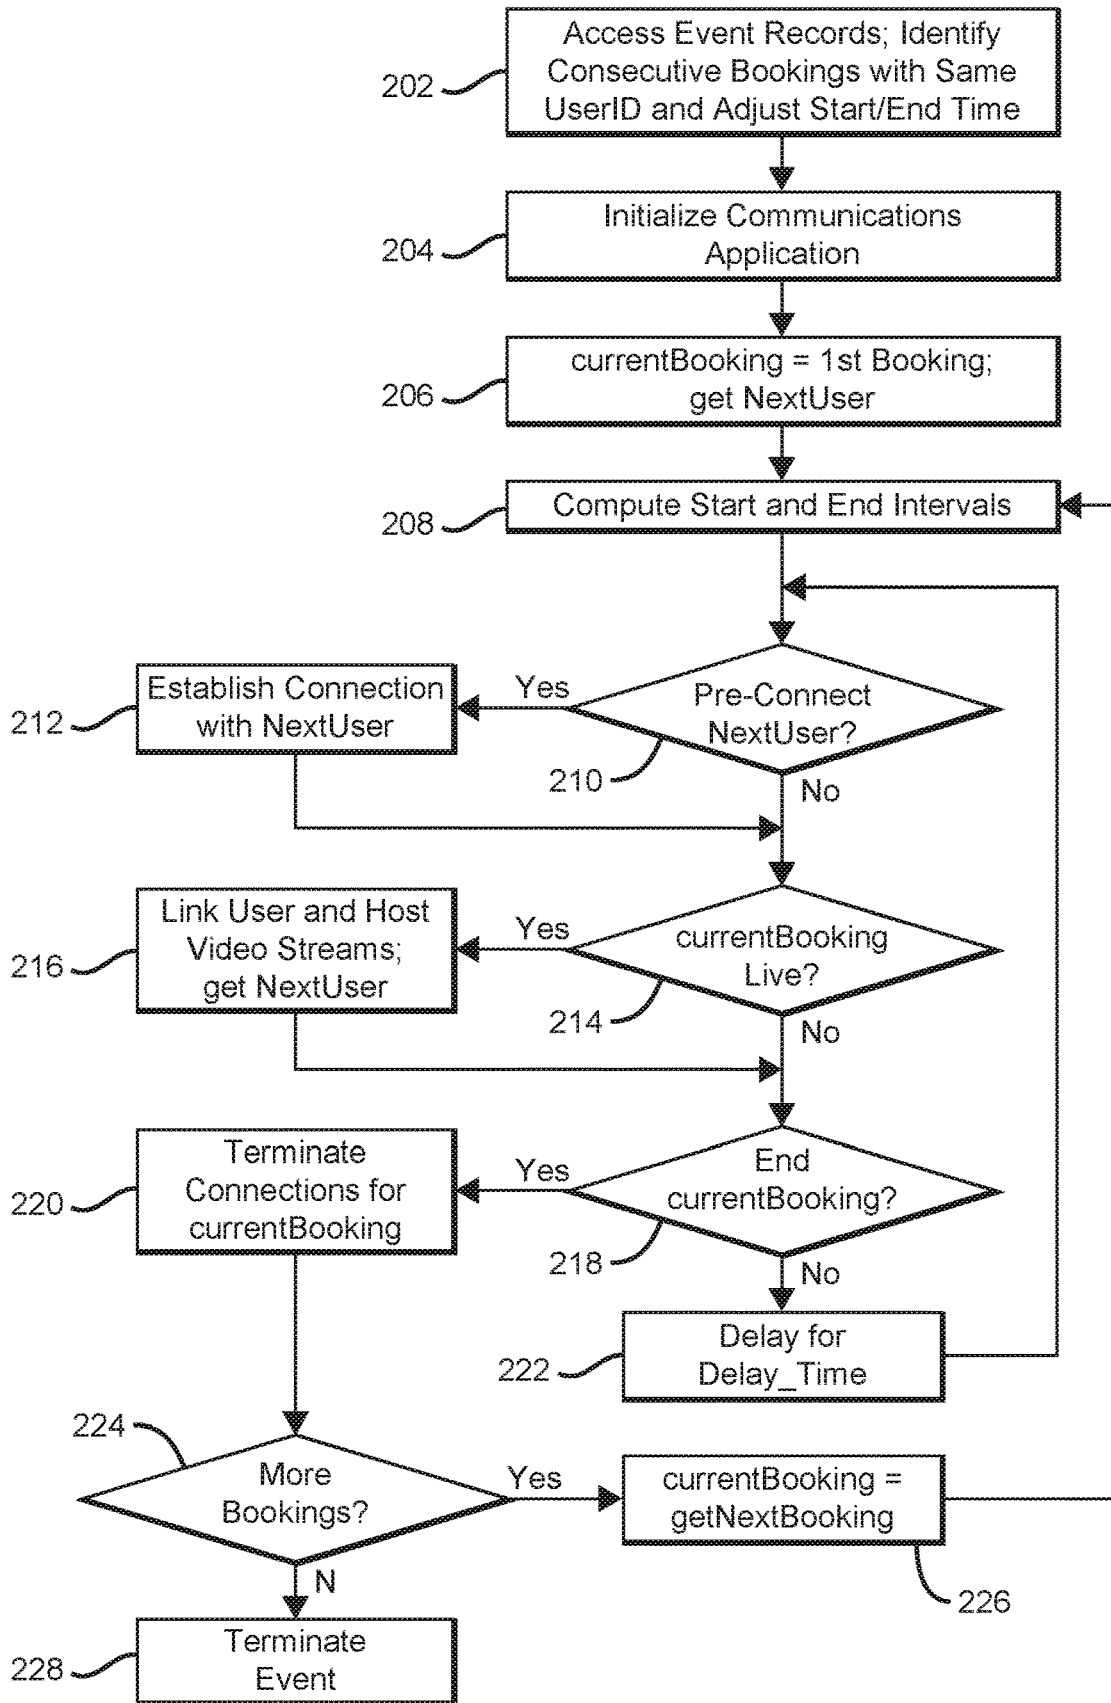 Access Event Records; Identify
Consecutive Bookings with Same
UserID and Adjust Start/End Time
202
Initialize Communications
Application
204
currentBooking = 1st Booking;
get NextUser
206
Compute Start and End Intervals
208
Establish Connection
with NextUser
212
Yes
Pre-Connect
NextUser?
210
No
Link User and Host
Video Streams;
get NextUser
216
Yes
currentBooking
Live?
214
No
Terminate
Connections for
currentBooking
220
Yes
End
currentBooking?
218
No
Delay for
Delay_Time
222
224
More
Bookings?
Yes
currentBooking =
getNextBooking
226
N
Terminate
Event
228